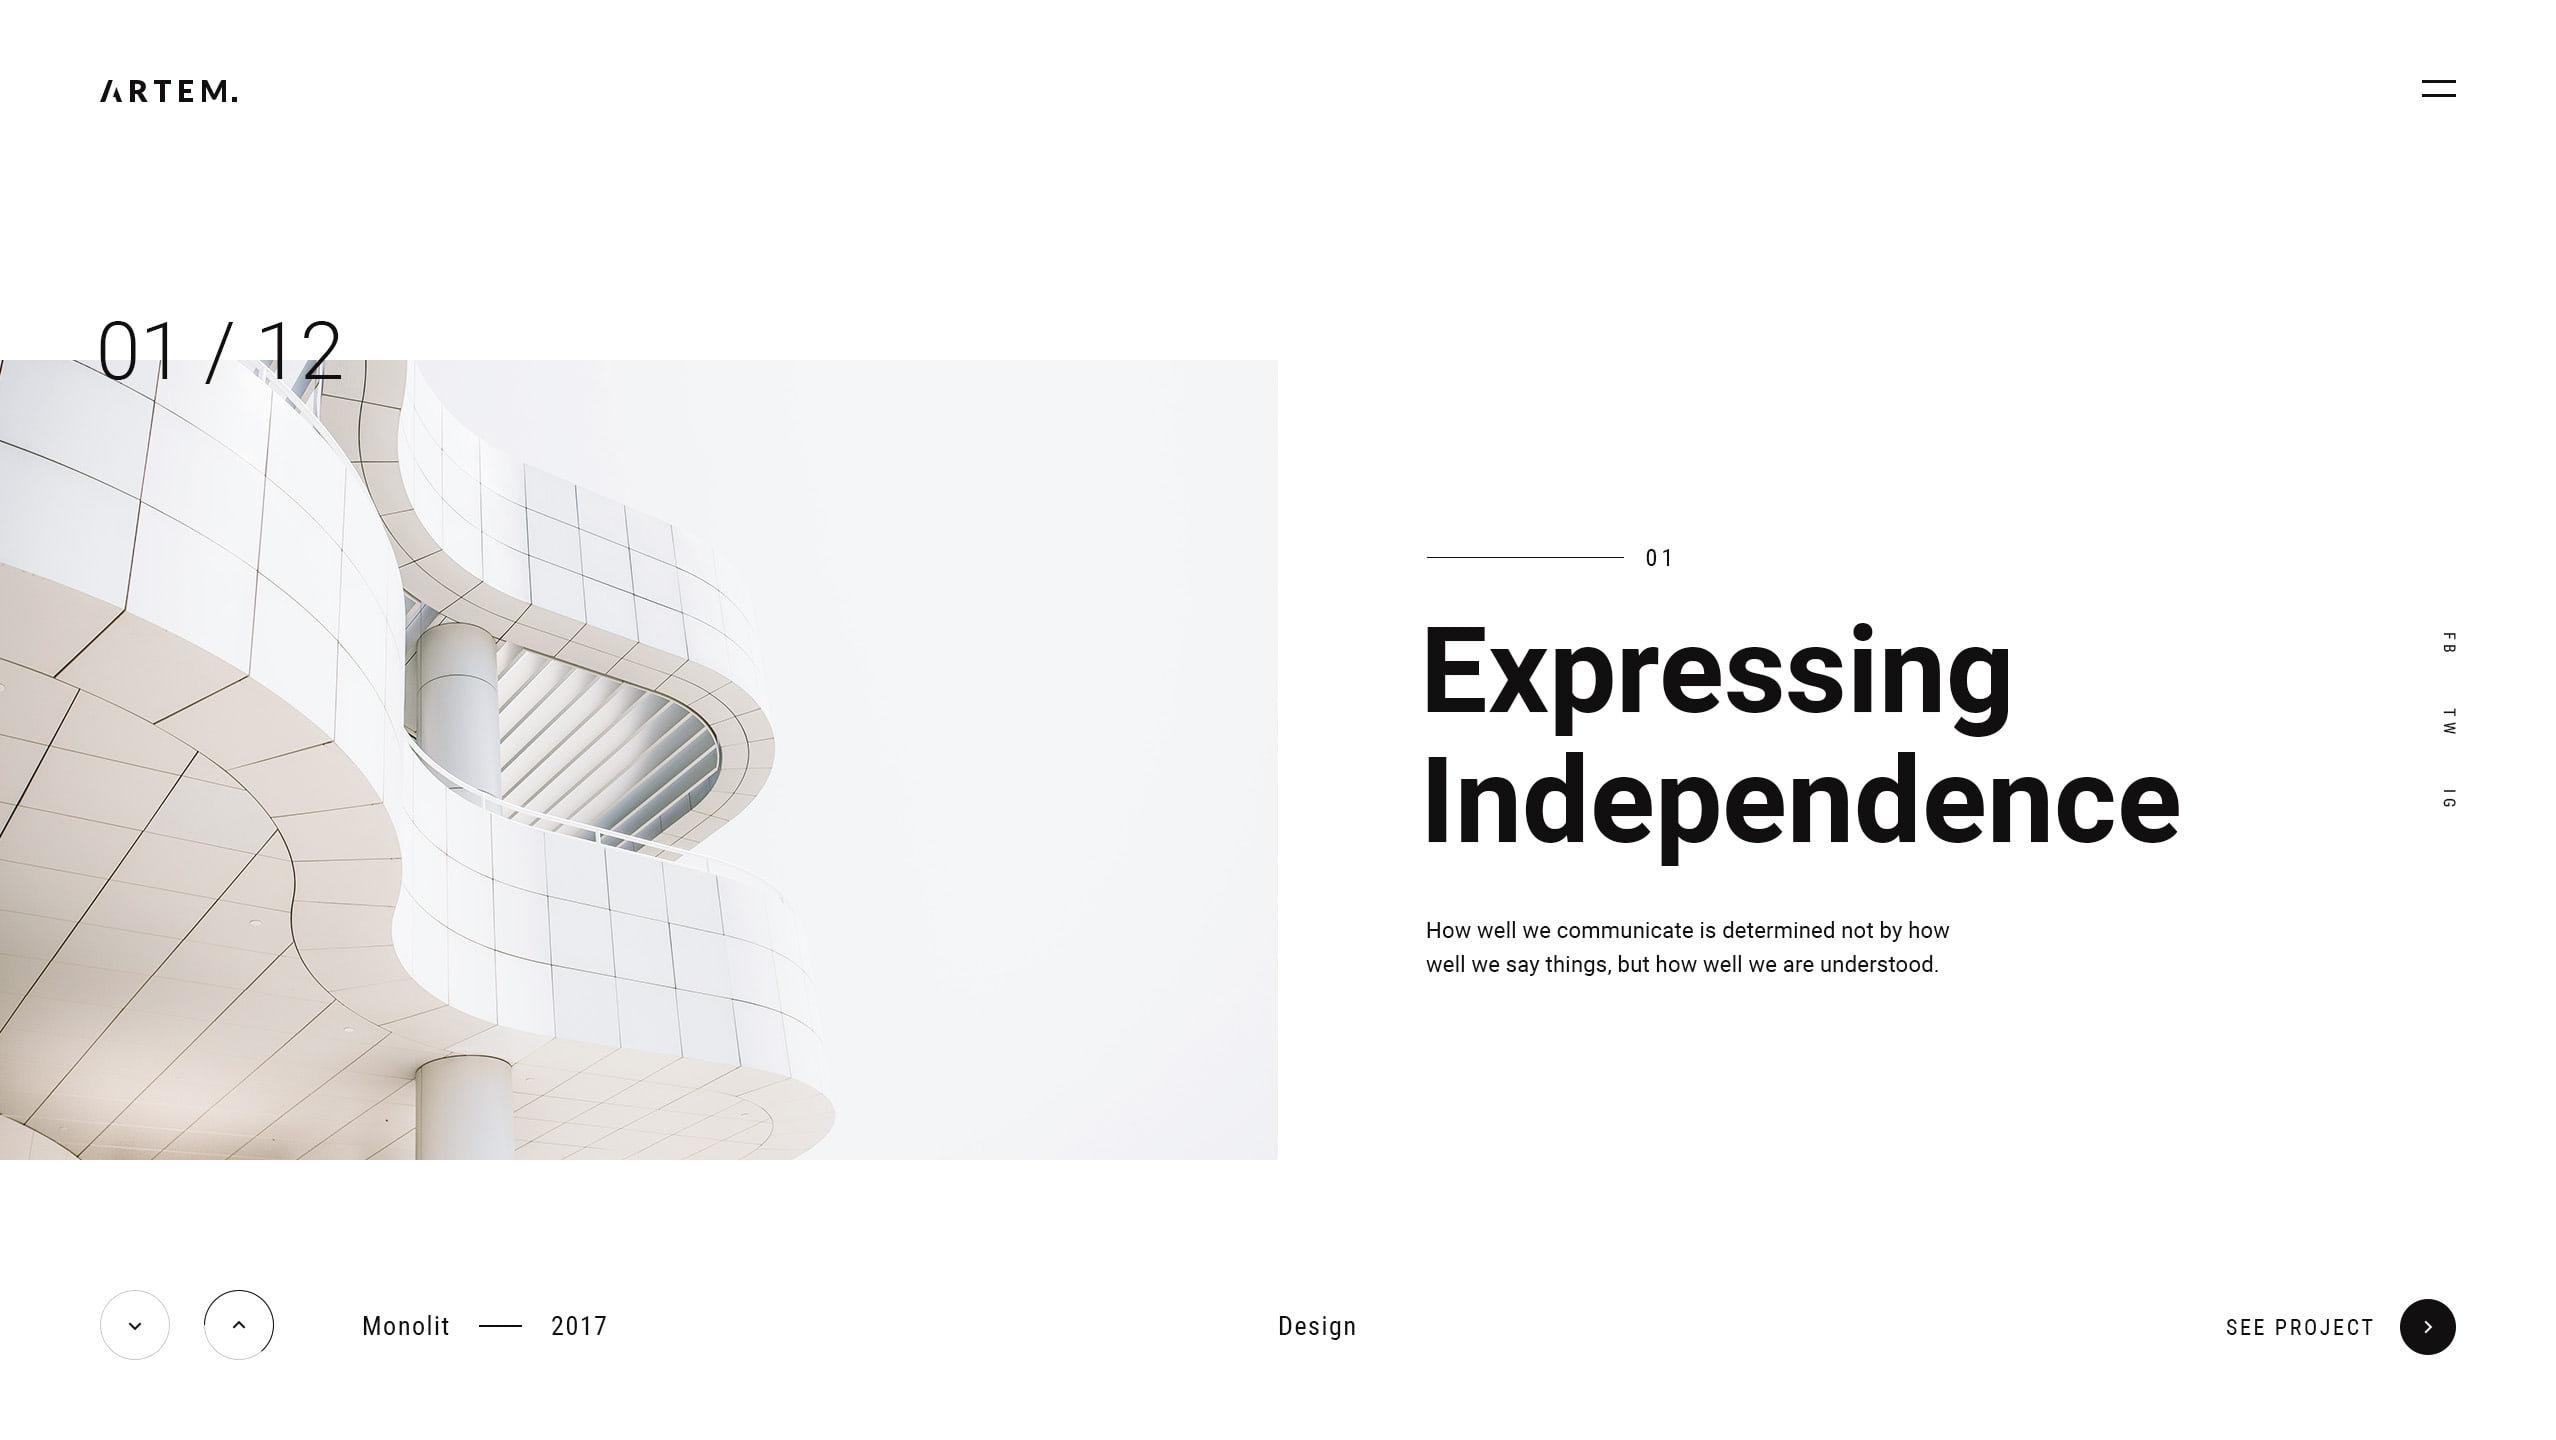 ARTEM.
01 / 12
01
Expressing
Independence
How well we communicate is determined not by how
well we say things, but how well we are understood.
FB
TW
IG
Monolit — 2017
Design
SEE PROJECT